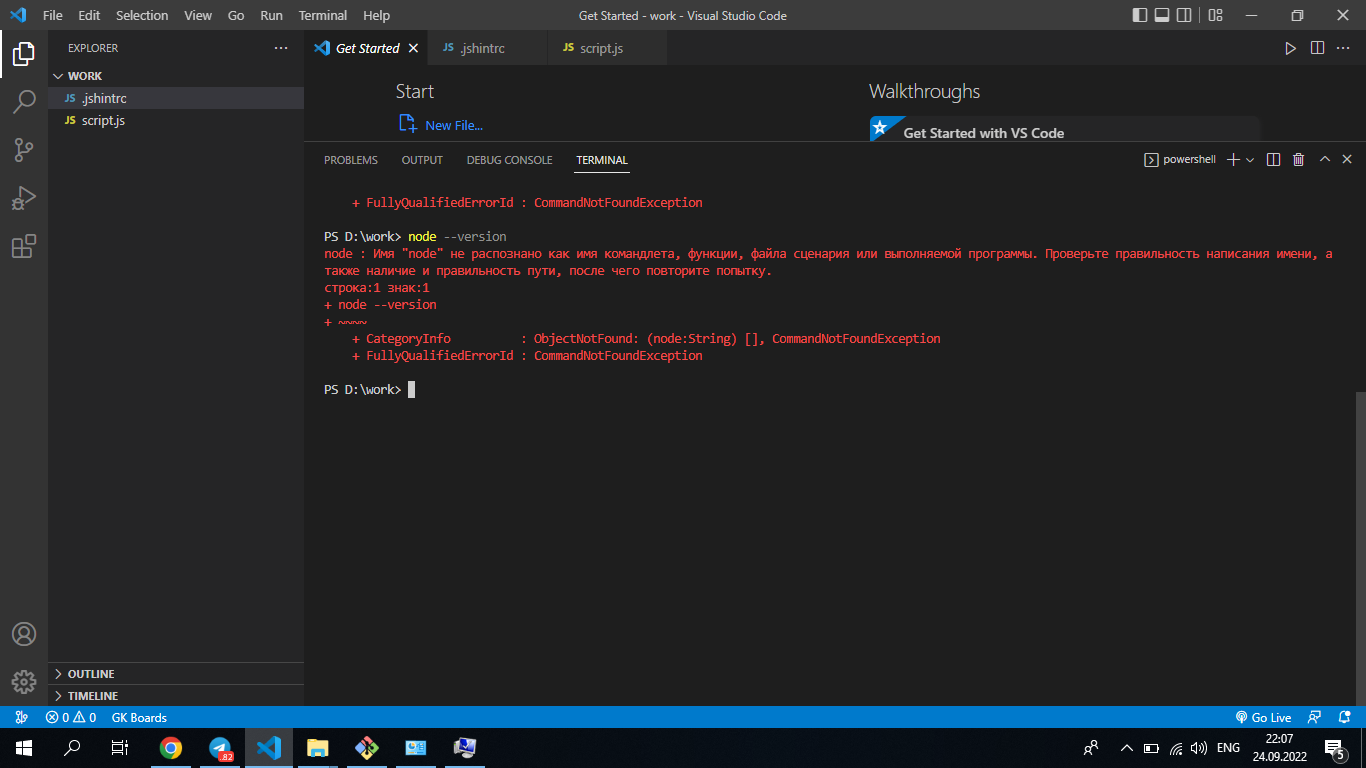 File Edit Selection View Go Run Terminal Help
Get Started - work - Visual Studio Code
EXPLORER
WORK
JS .jshintrc
JS script.js
OUTLINE
TIMELINE
Get Started
JS .jshintrc
JS script.js
Start
New File...
Walkthroughs
Get Started with VS Code
PROBLEMS OUTPUT DEBUG CONSOLE TERMINAL
powershell
+ FullyQualifiedErrorId : CommandNotFoundException
PS D:\work> node --version
node : Имя "node" не распознано как имя командлета, функции, файла сценария или выполняемой программы. Проверьте правильность написания имени, а
также наличие и правильность пути, после чего повторите попытку.
строка:1 знак:1
+ node --version
+ ~~~~
+ CategoryInfo : ObjectNotFound: (node:String) [], CommandNotFoundException
+ FullyQualifiedErrorId : CommandNotFoundException
PS D:\work>
0 0 GK Boards
Go Live
82
ENG
22:07
24.09.2022
5